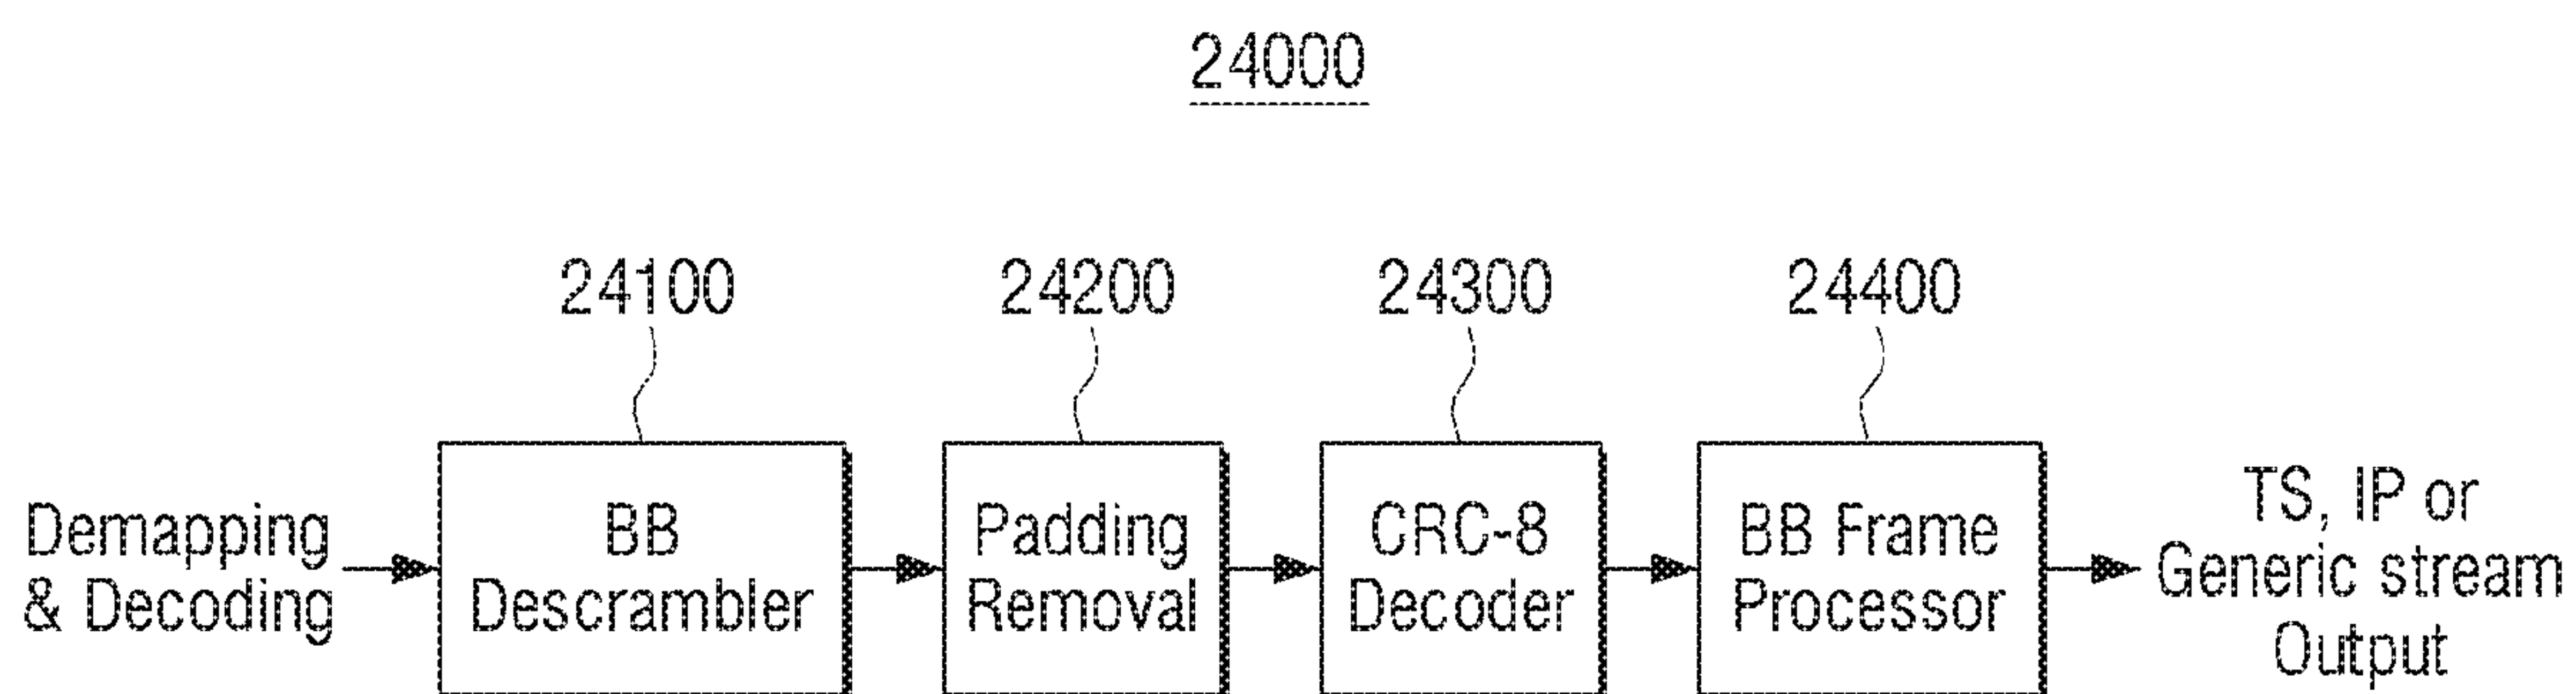 24000
24100
24200
24300
24400
Demapping
& Decoding
BB
Descrambler
Padding
Removal
CRC-8
Decoder
BB Frame
Processor
TS, IP or
Generic stream
Output